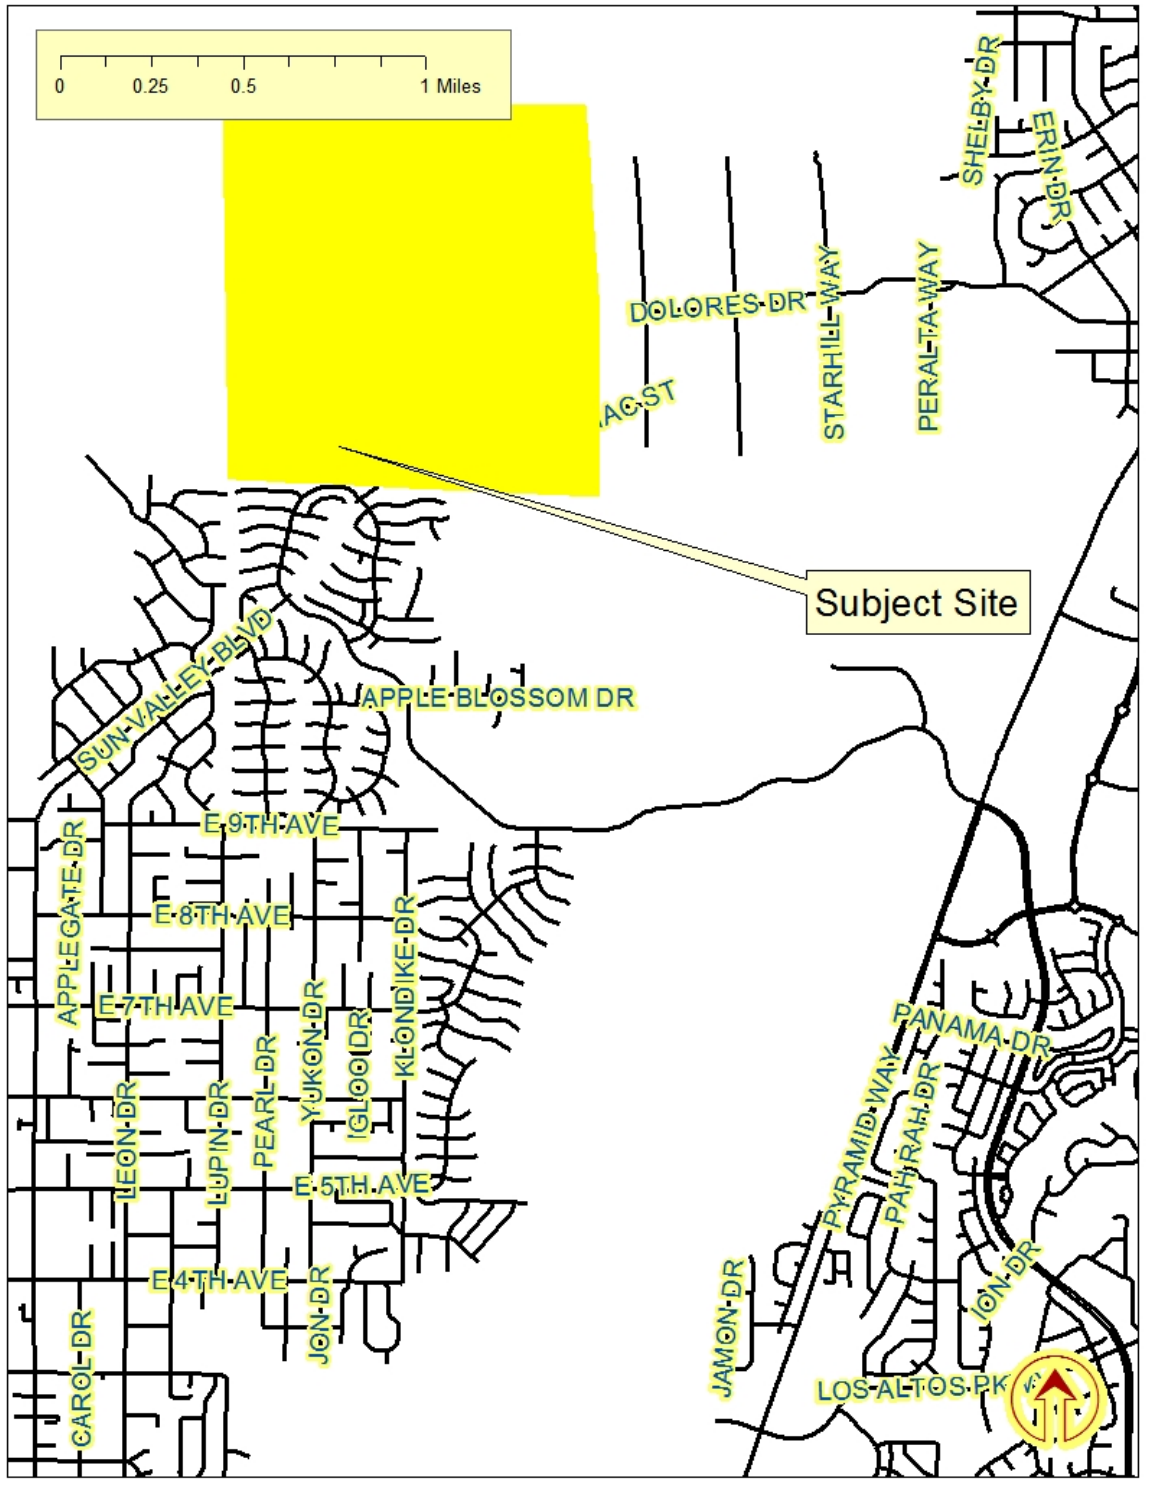 0 0.25 0.5 1 Miles
SHELBY DR
ERIN DR
DOLORES DR
STARHILL WAY
PERALTA WAY
AC ST
Subject Site
SUN VALLEY BLVD
APPLE BLOSSOM DR
E 9TH AVE
APPLEGATE DR
E 8TH AVE
KLONDIKE DR
E 7TH AVE
YUKON DR
IGLOO DR
PANAMA DR
PEARL DR
LEON DR
LUPIN DR
PYRAMID WAY
PAH RAH DR
E 5TH AVE
E 4TH AVE
JON DR
ION DR
JAMON DR
CAROL DR
LOS ALTOS PK